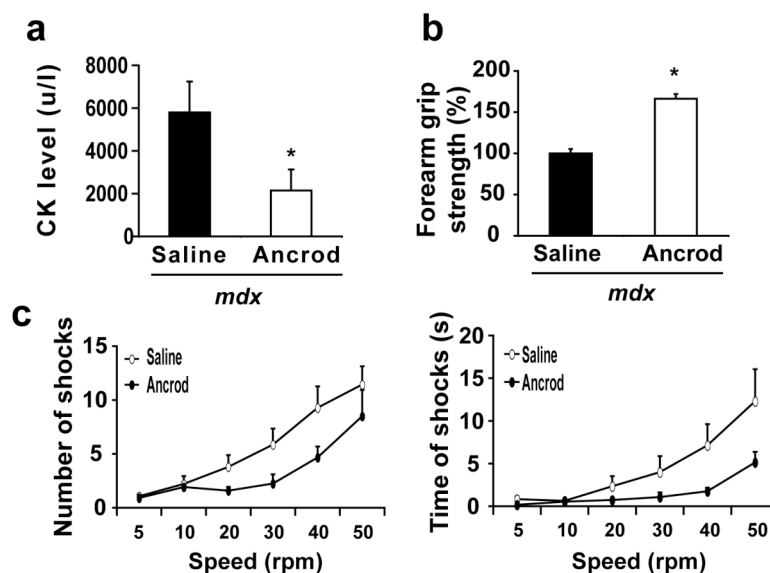 a
CK level (u/l)
8000
6000
4000
2000
0
*
Saline Ancrod
mdx
b
Forearm grip
strength (%)
200
150
100
50
0
*
Saline Ancrod
mdx
c
Number of shocks
15
10
5
0
Saline
Ancrod
5 10 20 30 40 50
Speed (rpm)
Time of shocks (s)
20
15
10
5
0
Saline
Ancrod
5 10 20 30 40 50
Speed (rpm)